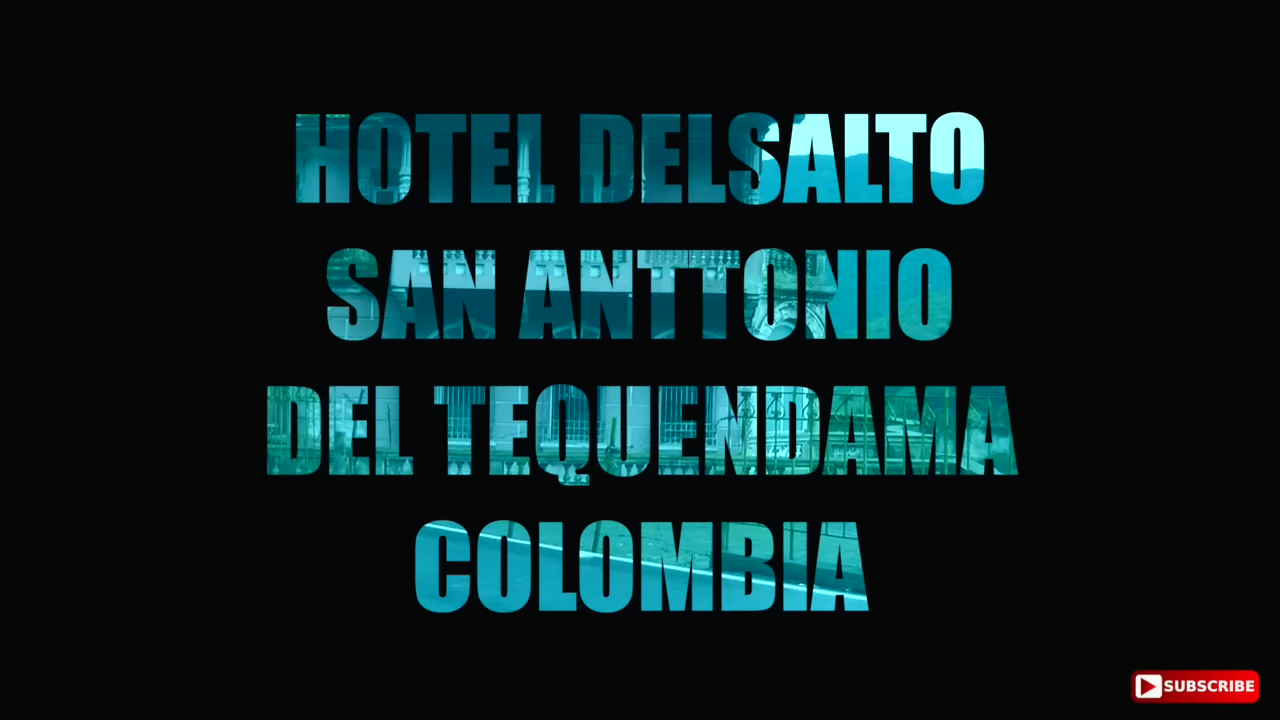 HOTEL DELSALTO
SAN ANTTONIO
DEL TEQUENDAMA
COLOMBIA
SUBSCRIBE